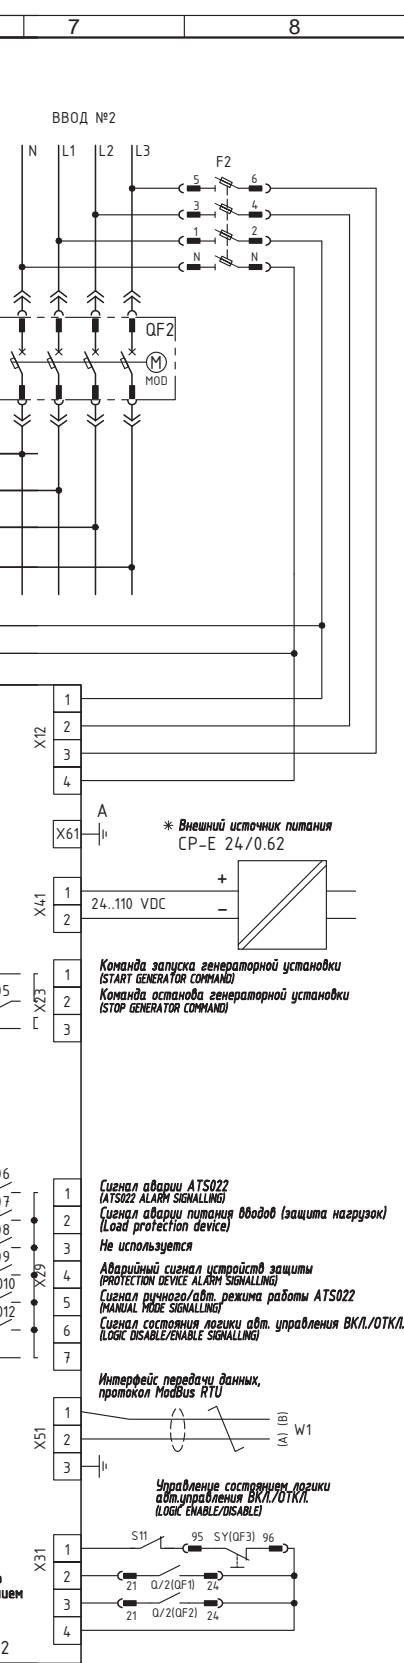 7 8
ВВОД №2
N L1 L2 L3
F2
5 6
3 4
1 2
N N
QF2
M
MOD
X12
1
2
3
4
A
X61
* Внешний источник питания
CP-E 24/0.62
X41
1
2
24..110 VDC
+
–
X23
1
2
3
Команда запуска генераторной установки
(START GENERATOR COMMAND)
Команда останова генераторной установки
(STOP GENERATOR COMMAND)
X29
1
2
3
4
5
6
7
Сигнал аварии ATS022
(ATS022 ALARM SIGNALLING)
Сигнал аварии питания вводов (защита нагрузок)
(Load protection device)
Не используется
Аварийный сигнал устройств защиты
(PROTECTION DEVICE ALARM SIGNALLING)
Сигнал ручного/авт. режима работы ATS022
(MANUAL MODE SIGNALLING)
Сигнал состояния логики авт. управления ВКЛ./ОТКЛ.
(LOGIC DISABLE/ENABLE SIGNALLING)
Интерфейс передачи данных,
протокол ModBus RTU
X51
1
2
3
(A) (B)
W1
Управление состоянием логики
авт.управления ВКЛ./ОТКЛ.
(LOGIC ENABLE/DISABLE)
X31
1
2
3
4
S11 95 SY(QF3) 96
21 Q/2(QF1) 24
21 Q/2(QF2) 24